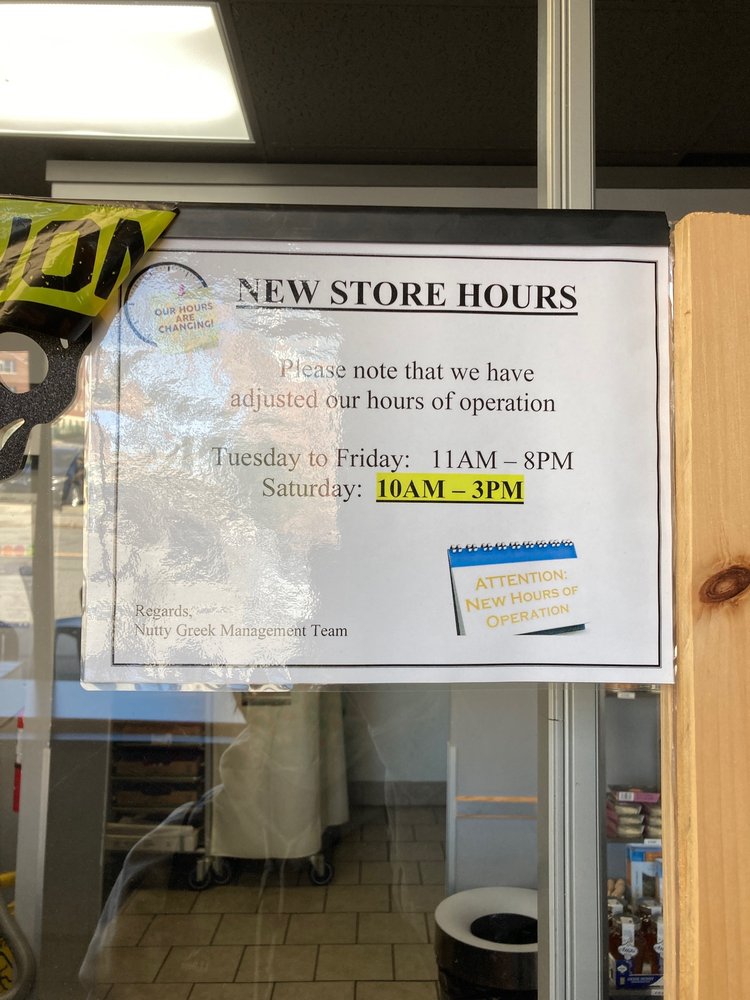 OUR HOURS
ARE
CHANGING!
NEW STORE HOURS
Please note that we have
adjusted our hours of operation
Tuesday to Friday: 11AM – 8PM
Saturday: 10AM – 3PM
ATTENTION:
NEW HOURS OF
OPERATION
Regards,
Nutty Greek Management Team